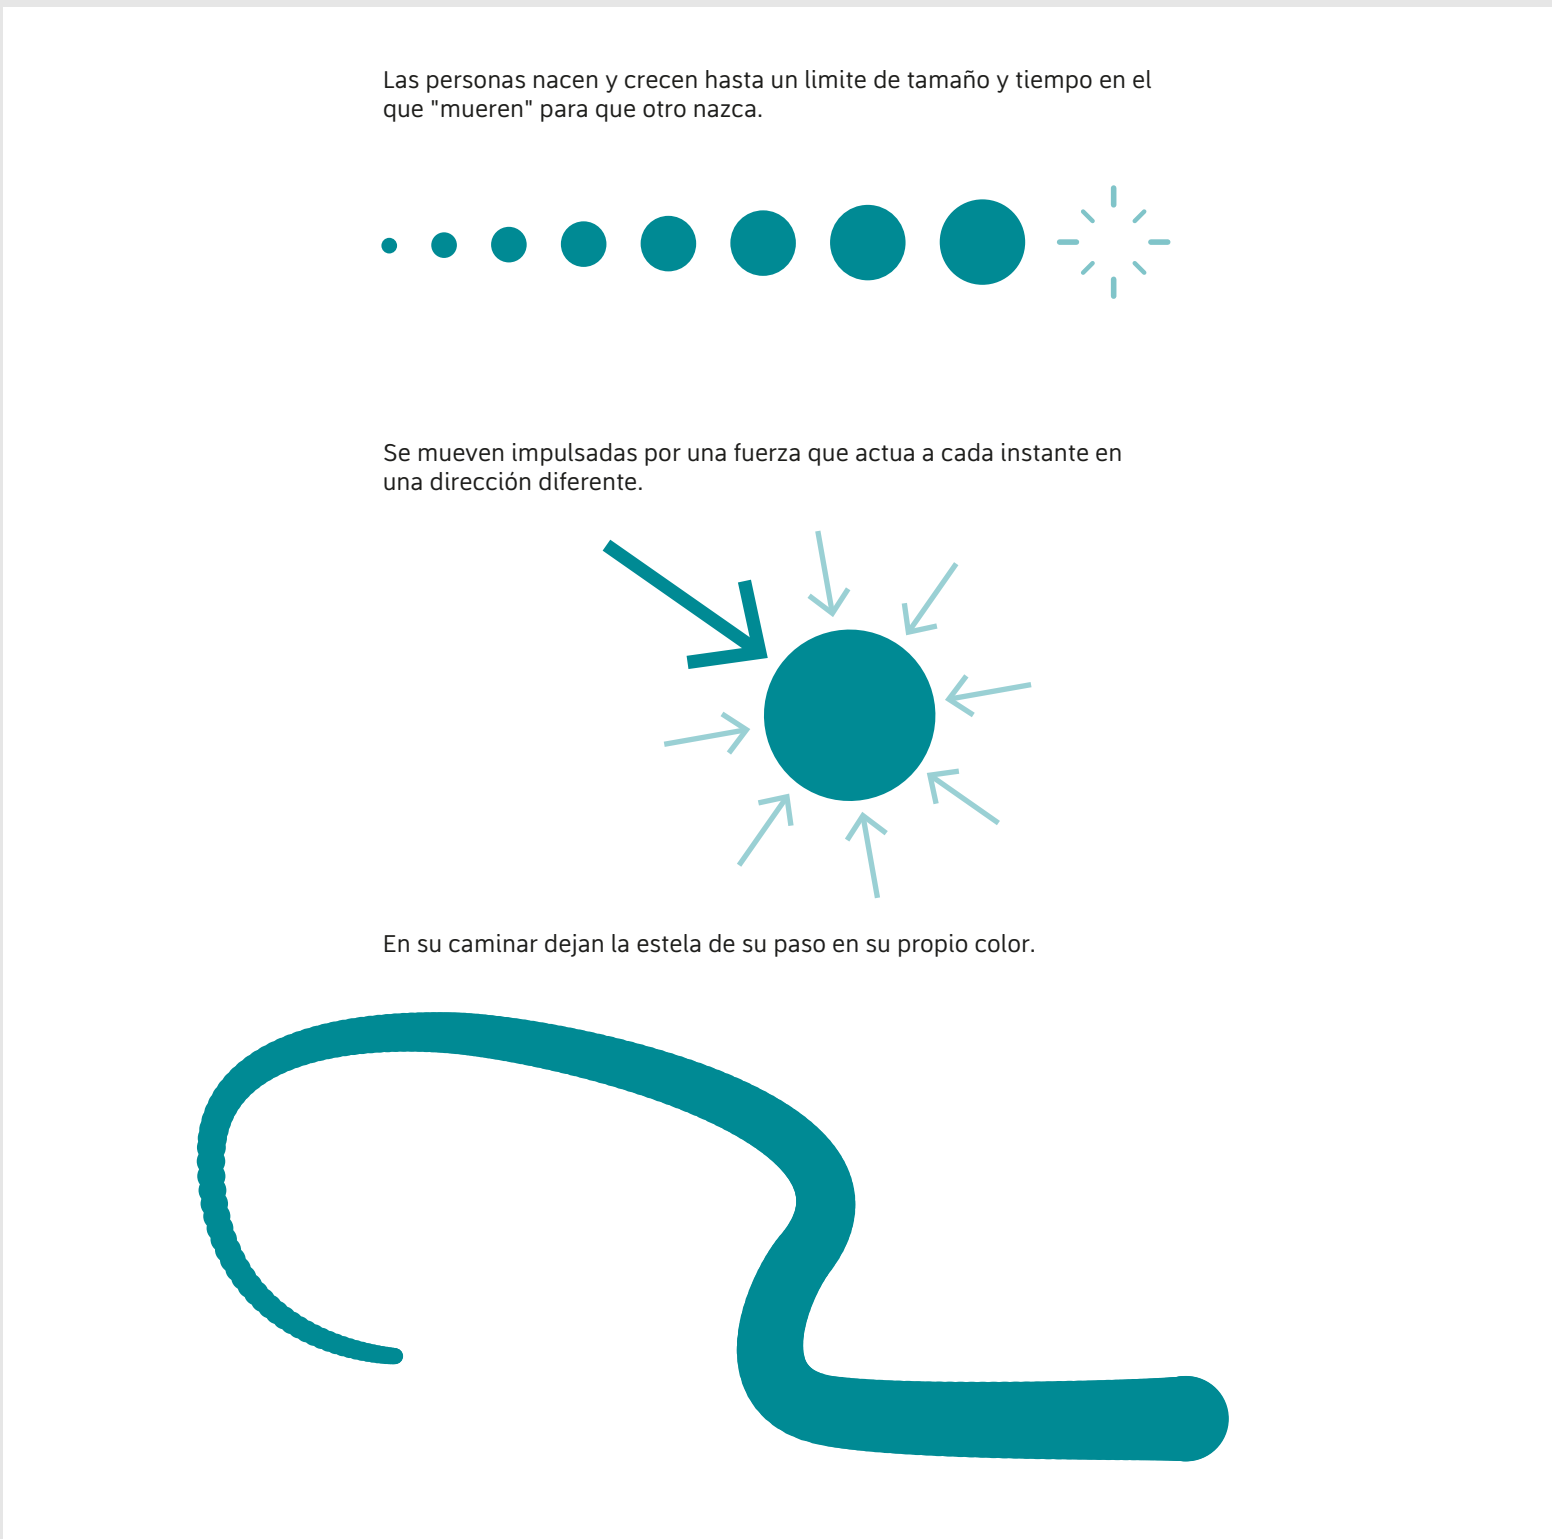 Las personas nacen y crecen hasta un limite de tamaño y tiempo en el
que "mueren" para que otro nazca.
Se mueven impulsadas por una fuerza que actua a cada instante en
una dirección diferente.
En su caminar dejan la estela de su paso en su propio color.